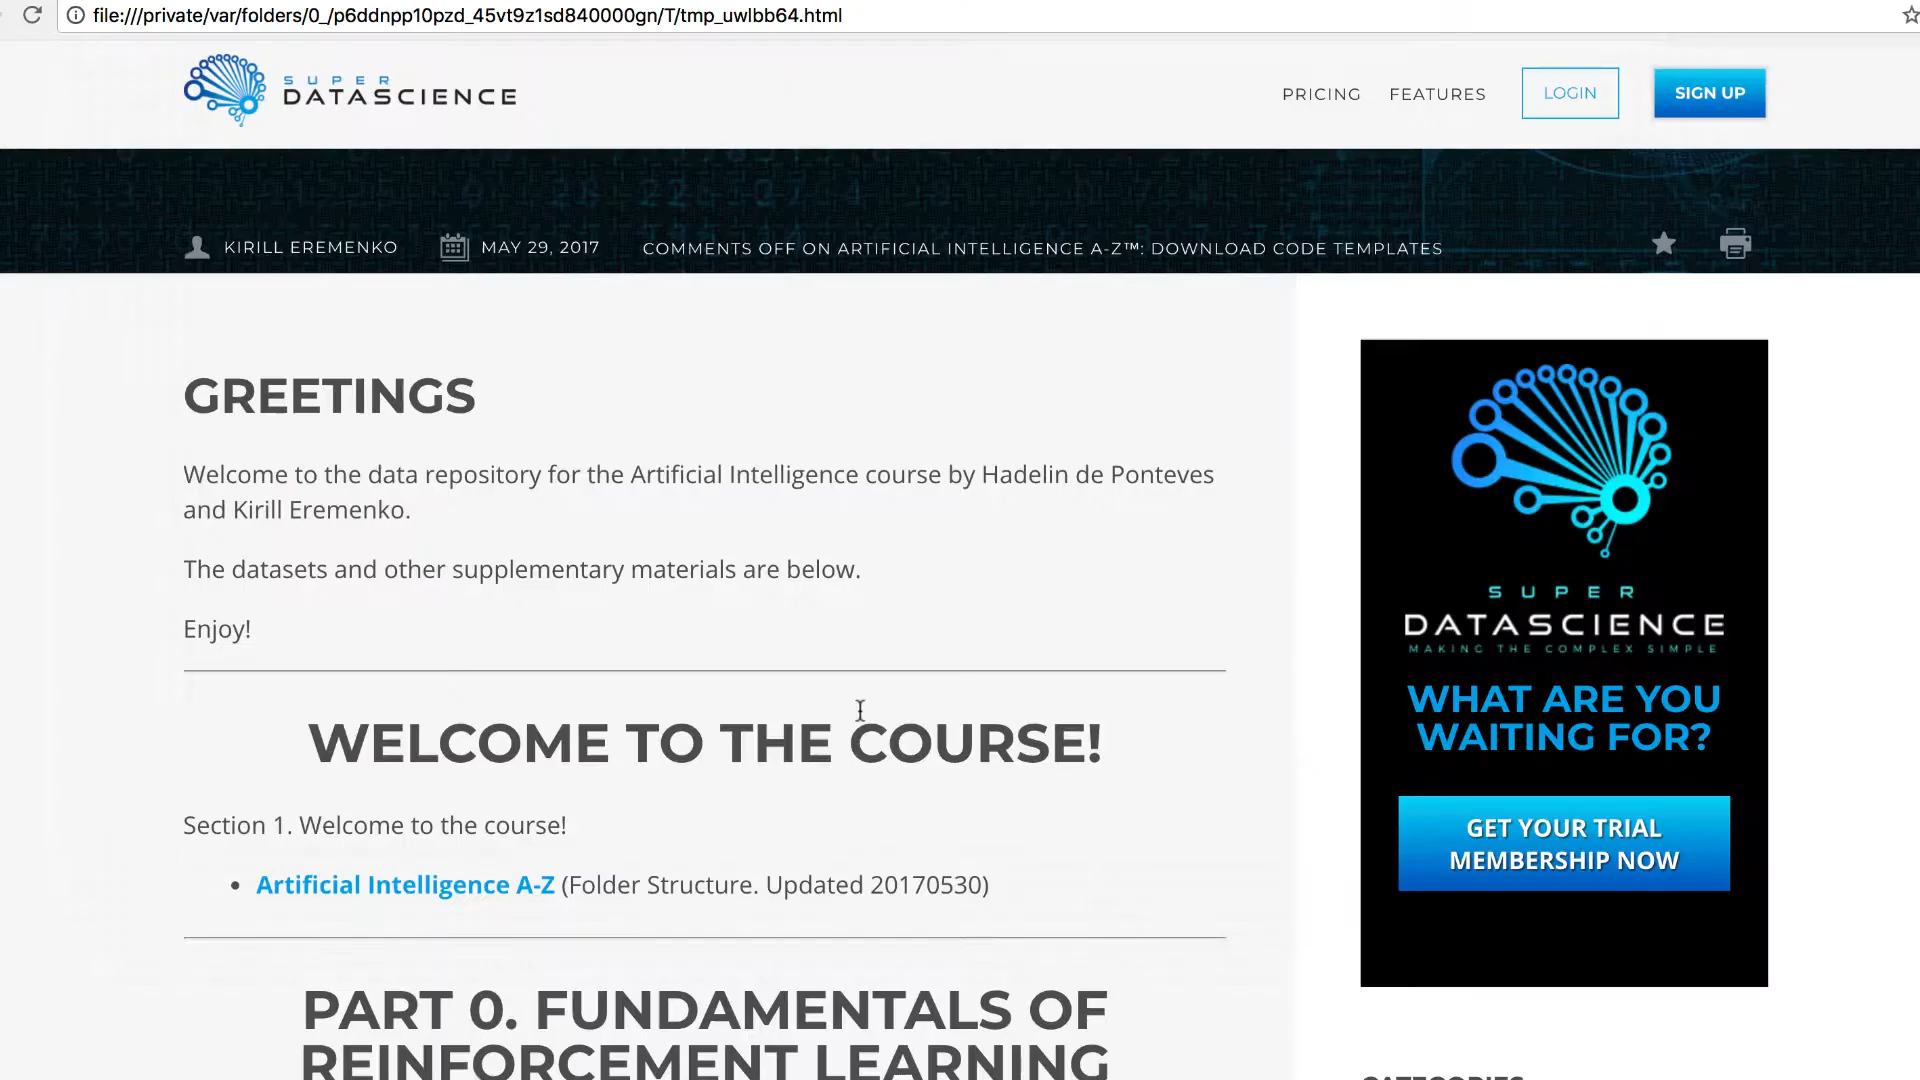 file:///private/var/folders/0_/p6ddnpp10pzd_45vt9z1sd840000gn/T/tmp_uwlbb64.html
SUPER
DATASCIENCE
PRICING
FEATURES
LOGIN
SIGN UP
KIRILL EREMENKO
MAY 29, 2017
COMMENTS OFF ON ARTIFICIAL INTELLIGENCE A-Z™: DOWNLOAD CODE TEMPLATES
GREETINGS
Welcome to the data repository for the Artificial Intelligence course by Hadelin de Ponteves
and Kirill Eremenko.
The datasets and other supplementary materials are below.
Enjoy!
WELCOME TO THE COURSE!
Section 1. Welcome to the course!
Artificial Intelligence A-Z (Folder Structure. Updated 20170530)
PART 0. FUNDAMENTALS OF
REINFORCEMENT LEARNING
SUPER
DATASCIENCE
MAKING THE COMPLEX SIMPLE
WHAT ARE YOU
WAITING FOR?
GET YOUR TRIAL
MEMBERSHIP NOW